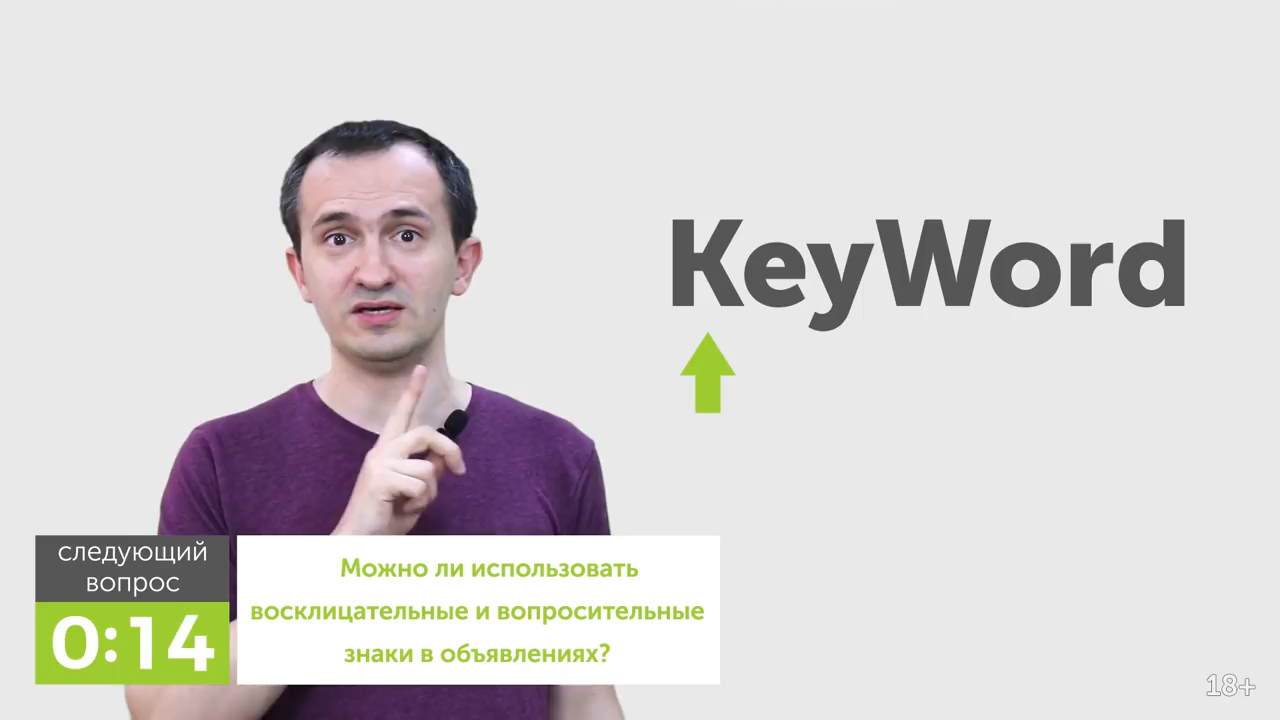 KeyWord
следующий
вопрос
0:14
Можно ли использовать
восклицательные и вопросительные
знаки в объявлениях?
18+